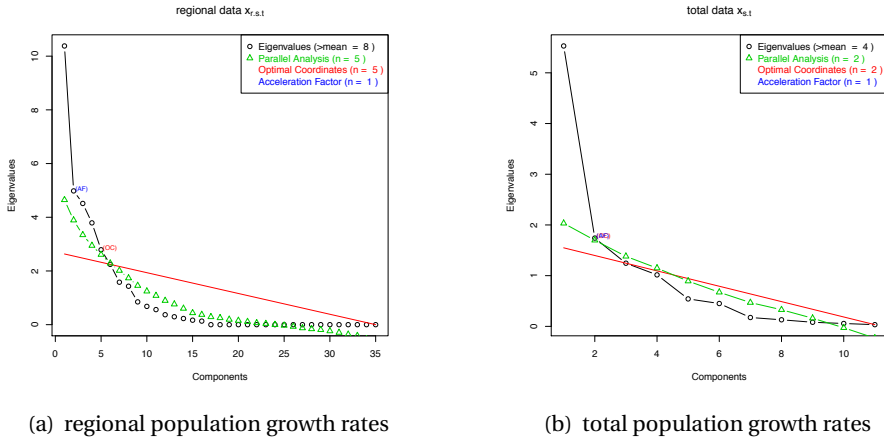 regional data x_r.s.t
Eigenvalues (>mean = 8 )
Parallel Analysis (n = 5 )
Optimal Coordinates (n = 5 )
Acceleration Factor (n = 1 )
Eigenvalues
10
8
6
4
2
0
(AF)
(OC)
0 5 10 15 20 25 30 35
Components
(a) regional population growth rates
total data x_s.t
Eigenvalues (>mean = 4 )
Parallel Analysis (n = 2 )
Optimal Coordinates (n = 2 )
Acceleration Factor (n = 1 )
Eigenvalues
5
4
3
2
1
0
2 4 6 8 10
Components
(b) total population growth rates